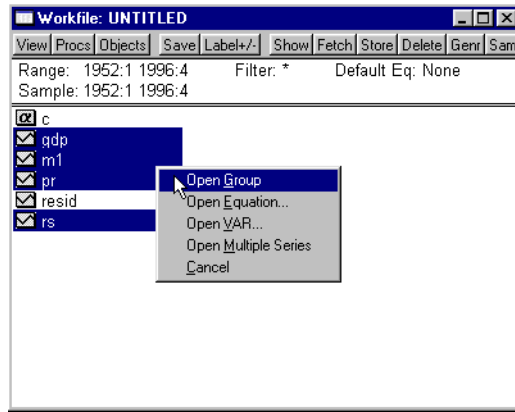 Workfile: UNTITLED
View Procs Objects Save Label+/- Show Fetch Store Delete Genr Sam
Range: 1952:1 1996:4 Filter: * Default Eq: None
Sample: 1952:1 1996:4
α c
gdp
m1
pr
resid
rs
Open Group
Open Equation...
Open VAR...
Open Multiple Series
Cancel